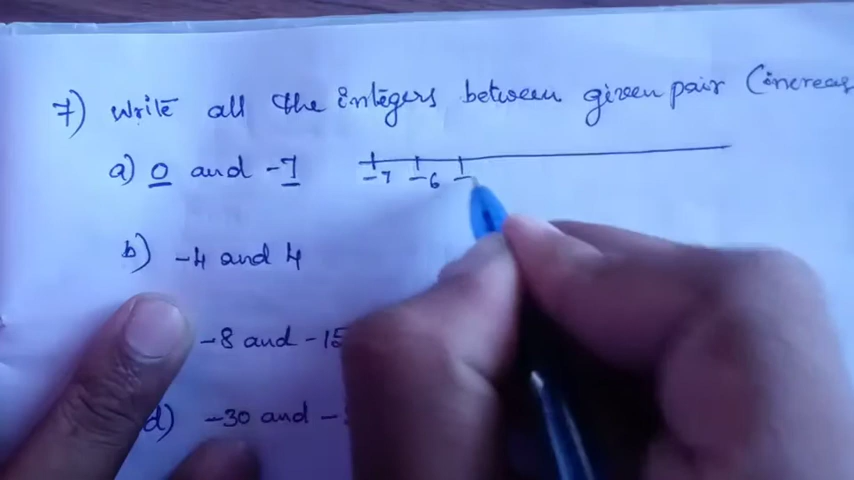 7) Write all the integers between given pair (increas
a) 0 and -7
-7 -6 -
b) -4 and 4
-8 and -15
d) -30 and -